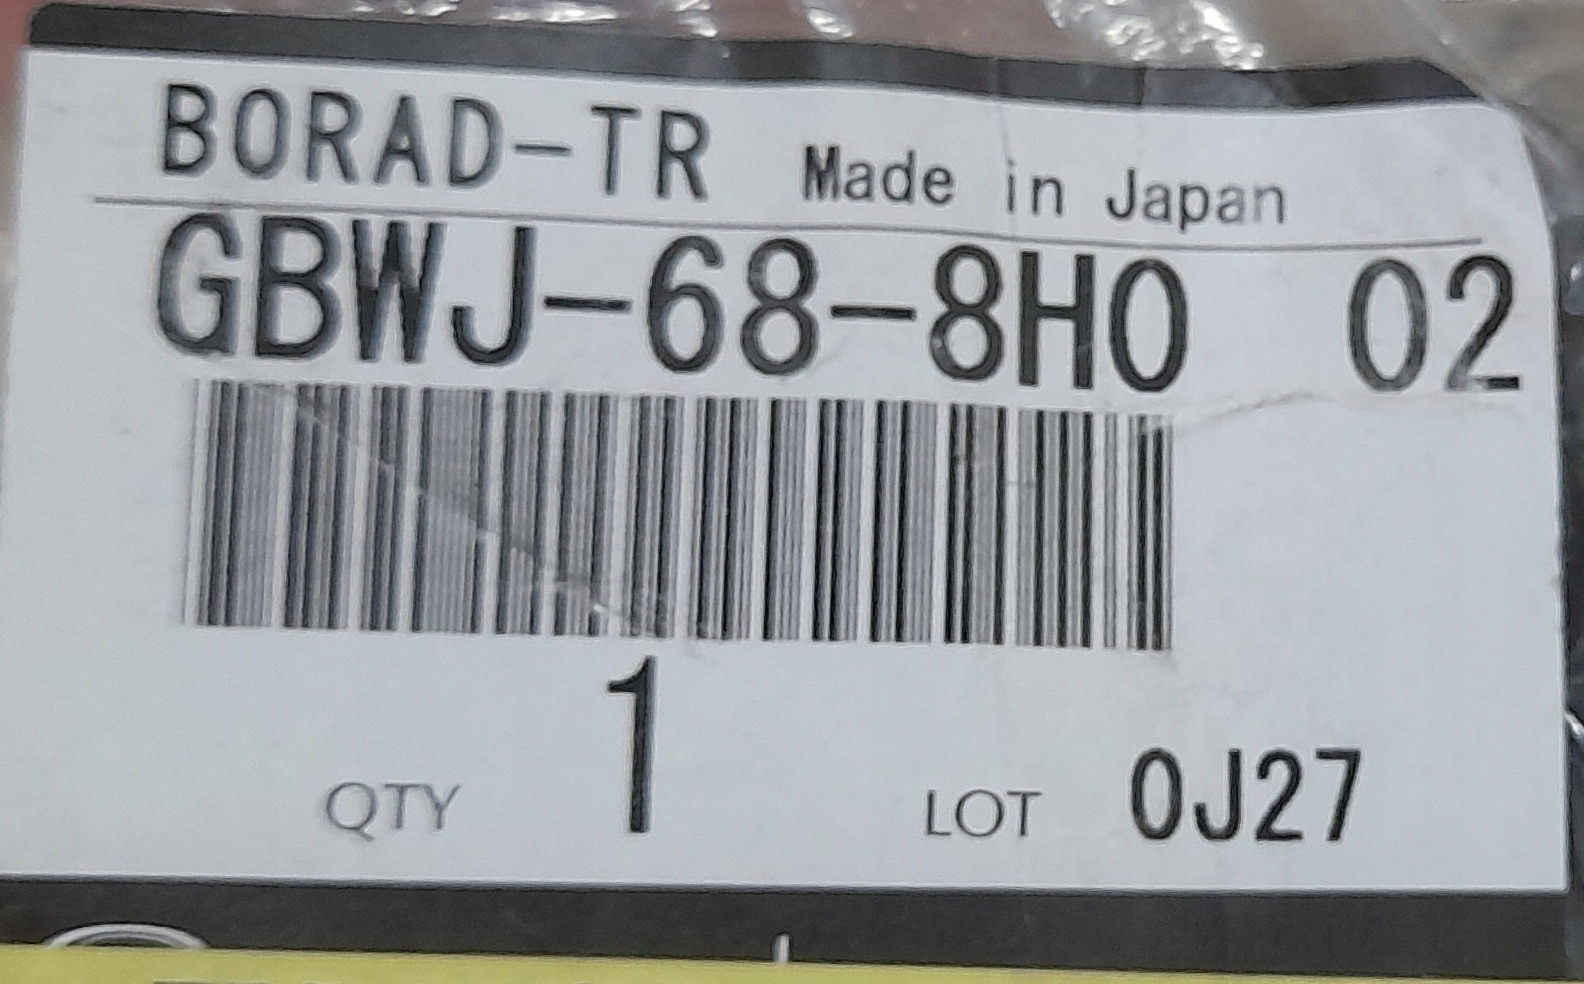 BORAD-TR Made in Japan
GBWJ-68-8H0 02
QTY 1 LOT 0J27